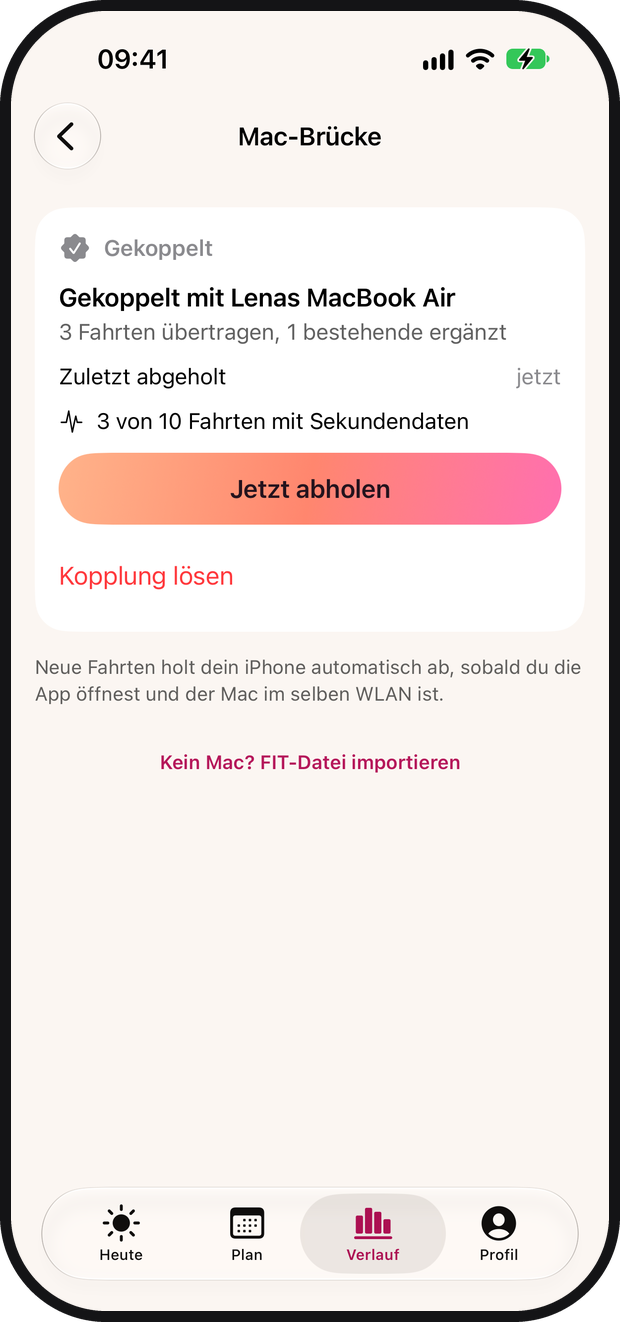 09:41
Mac-Brücke
Gekoppelt
Gekoppelt mit Lenas MacBook Air
3 Fahrten übertragen, 1 bestehende ergänzt
Zuletzt abgeholt jetzt
3 von 10 Fahrten mit Sekundendaten
Jetzt abholen
Kopplung lösen
Neue Fahrten holt dein iPhone automatisch ab, sobald du die
App öffnest und der Mac im selben WLAN ist.
Kein Mac? FIT-Datei importieren
Heute Plan Verlauf Profil